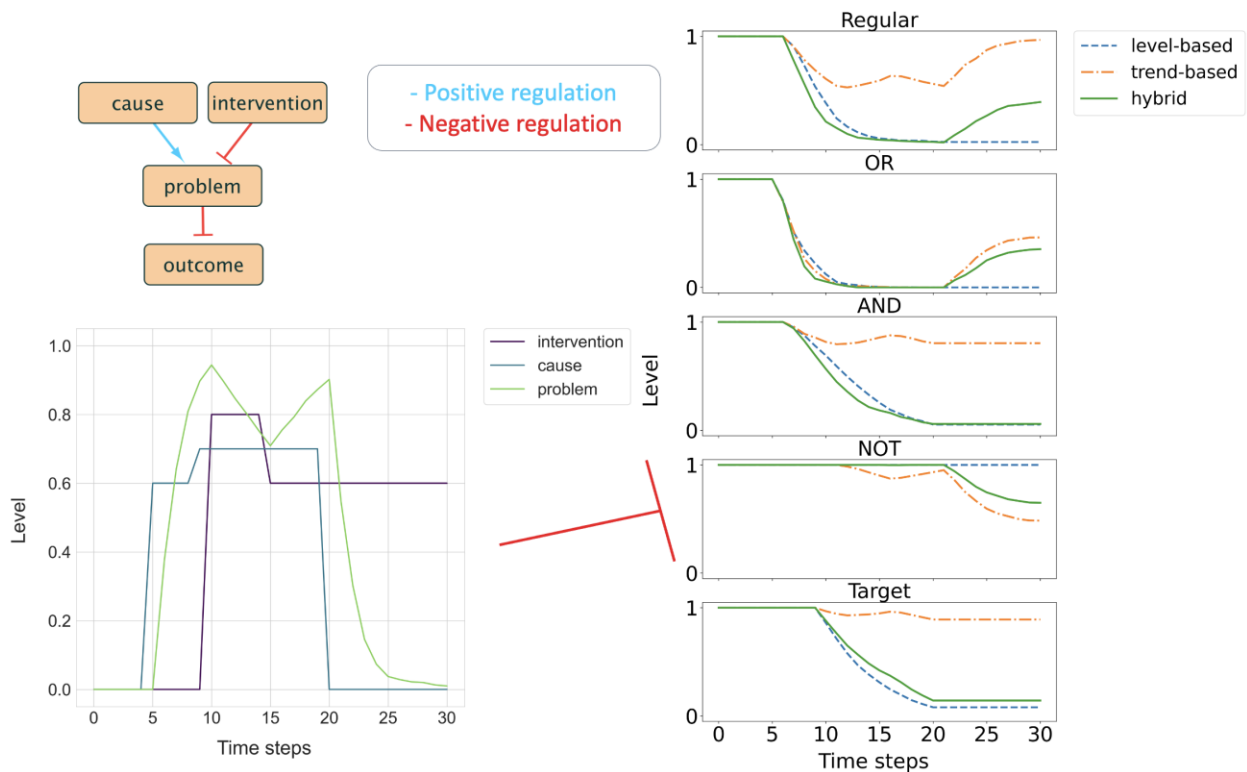 cause
intervention
problem
outcome
- Positive regulation
- Negative regulation
Level
1.0
0.8
0.6
0.4
0.2
0.0
0 5 10 15 20 25 30
Time steps
intervention
cause
problem
Level
Regular
1
0
OR
1
0
AND
1
0
NOT
1
0
Target
1
0
0 5 10 15 20 25 30
Time steps
level-based
trend-based
hybrid